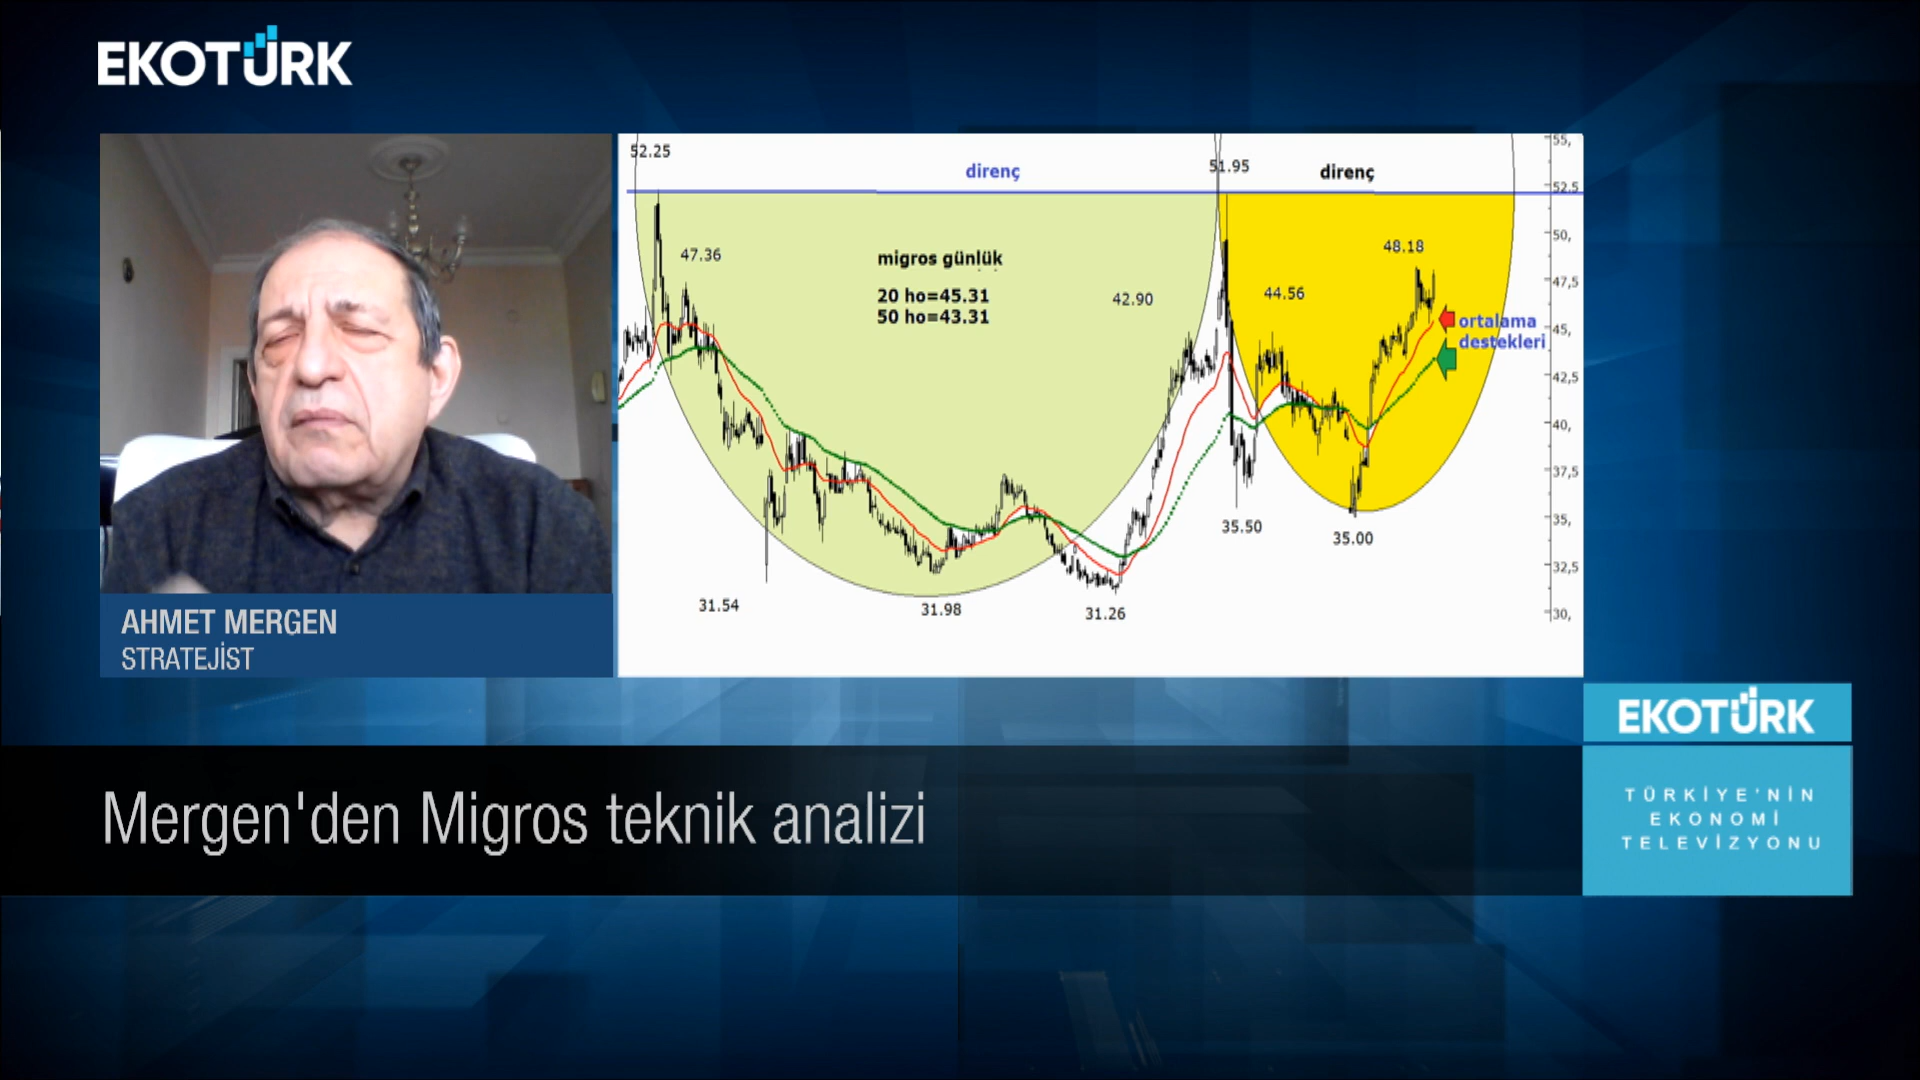 EKOTÜRK
52.25
direnç
51.95
direnç
55,
52.5
47.36
migros günlük
20 ho=45.31
50 ho=43.31
42.90
44.56
48.18
50,
47,5
ortalama
destekleri
45,
42,5
40,
37,5
35,
32,5
30,
35.50
35.00
31.54
31.98
31.26
AHMET MERGEN
STRATEJİST
EKOTÜRK
Mergen'den Migros teknik analizi
TÜRKİYE'NİN
EKONOMİ
TELEVİZYONU